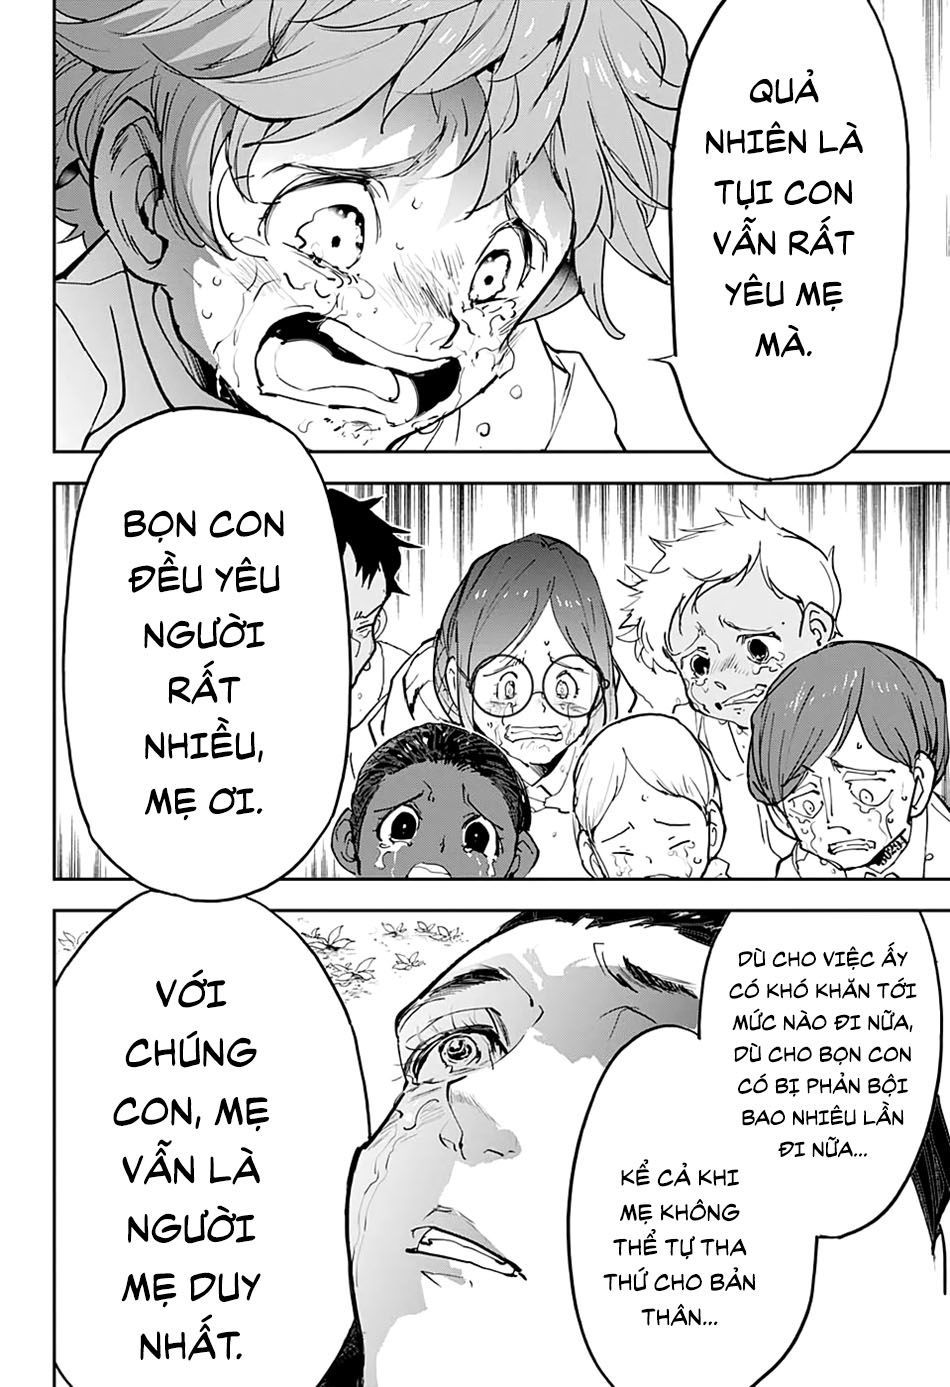 QUẢ
NHIÊN LÀ
TỤI CON
VẪN RẤT
YÊU MẸ
MÀ.
BỌN CON
ĐỀU YÊU
NGƯỜI
RẤT
NHIỀU,
MẸ ƠI.
DÙ CHO VIỆC ẤY
CÓ KHÓ KHĂN TỚI
MỨC NÀO ĐI NỮA,
DÙ CHO BỌN CON
CÓ BỊ PHẢN BỘI
BAO NHIÊU LẦN
ĐI NỮA...
KỂ CẢ KHI
MẸ KHÔNG
THỂ TỰ THA
THỨ CHO BẢN
THÂN...
VỚI
CHÚNG
CON, MẸ
VẪN LÀ
NGƯỜI
MẸ DUY
NHẤT.